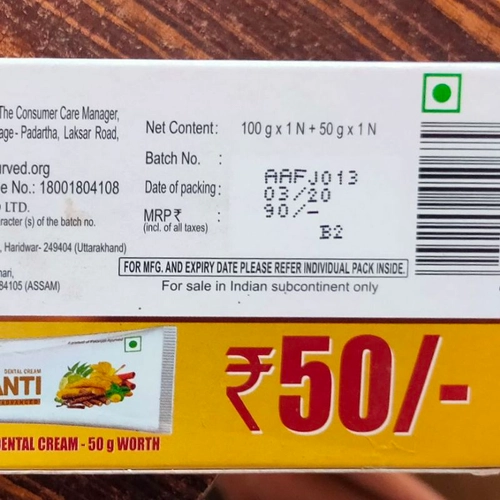 The Consumer Care Manager,
age - Padartha, Laksar Road,
urved.org
e No.: 18001804108
LTD.
racter (s) of the batch no.
, Haridwar- 249404 (Uttarakhand)
hari,
84105 (ASSAM)
Net Content: 100 g x 1 N + 50 g x 1 N
Batch No. : AAFJ013
Date of packing: 03/20
MRP ₹ : 90/-
(incl. of all taxes)
B2
FOR MFG. AND EXPIRY DATE PLEASE REFER INDIVIDUAL PACK INSIDE.
For sale in Indian subcontinent only
DENTAL CREAM
ANTI
ADVANCED
DENTAL CREAM - 50 g WORTH
₹50/-